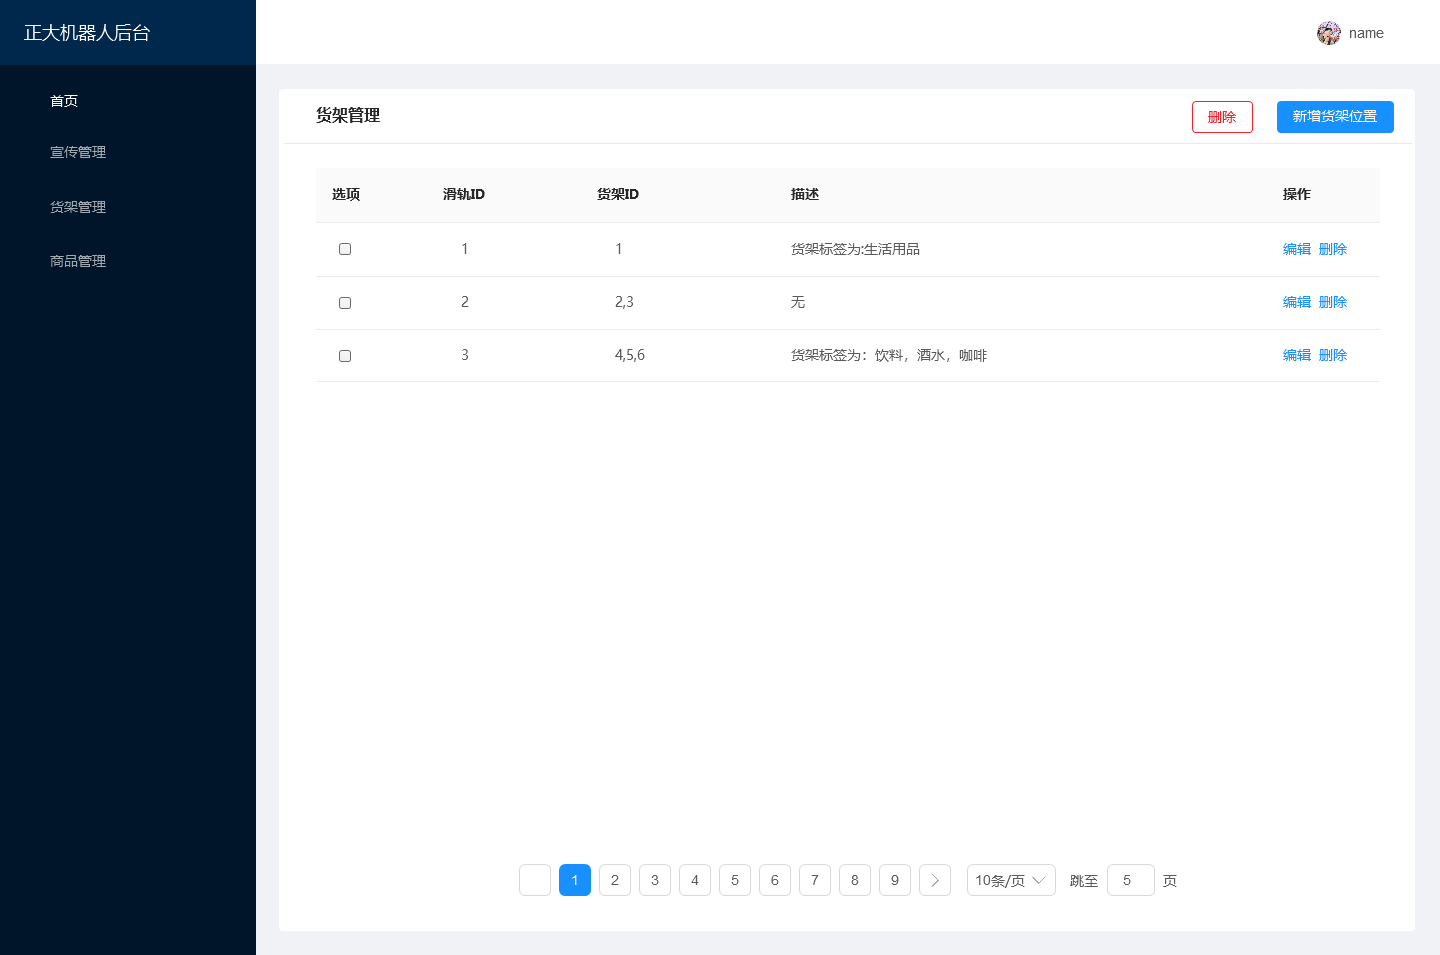 正大机器人后台
name
首页
宣传管理
货架管理
商品管理
货架管理
删除
新增货架位置
选项 滑轨ID 货架ID 描述 操作
1 1 货架标签为:生活用品 编辑 删除
2 2,3 无 编辑 删除
3 4,5,6 货架标签为：饮料，酒水，咖啡 编辑 删除
1 2 3 4 5 6 7 8 9 10条/页 跳至 5 页